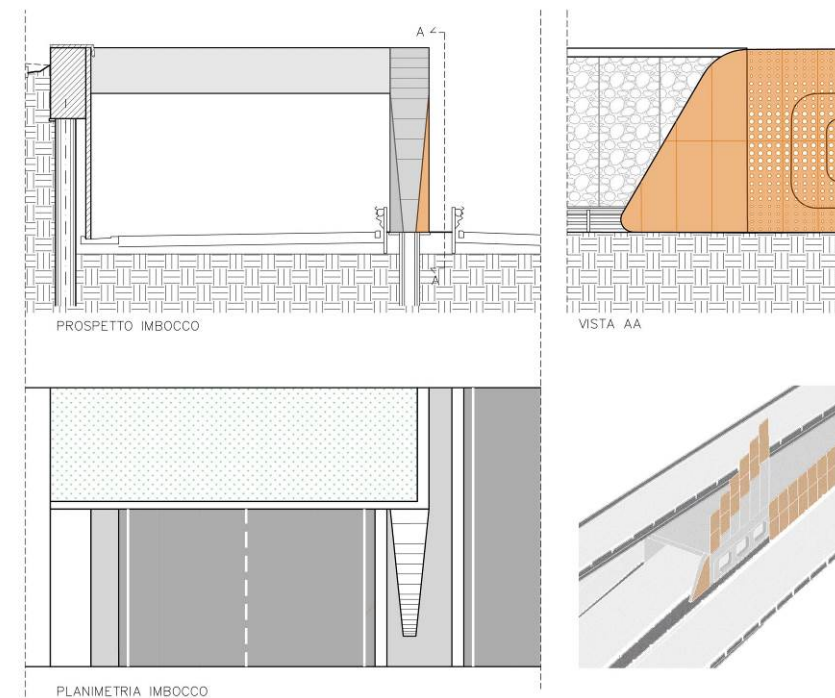 A
A
PROSPETTO IMBOCCO
VISTA AA
PLANIMETRIA IMBOCCO